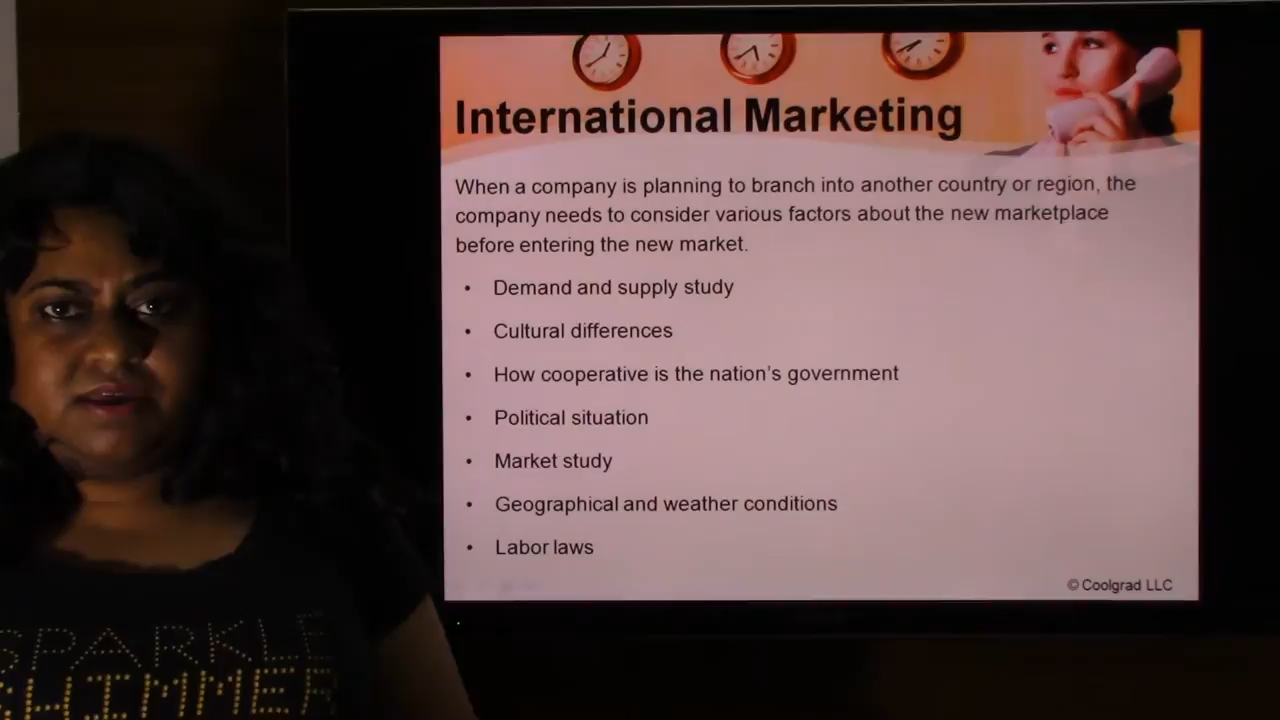 International Marketing
When a company is planning to branch into another country or region, the
company needs to consider various factors about the new marketplace
before entering the new market.
• Demand and supply study
• Cultural differences
• How cooperative is the nation's government
• Political situation
• Market study
• Geographical and weather conditions
• Labor laws
© Coolgrad LLC
SPARKLE
SHIMMER